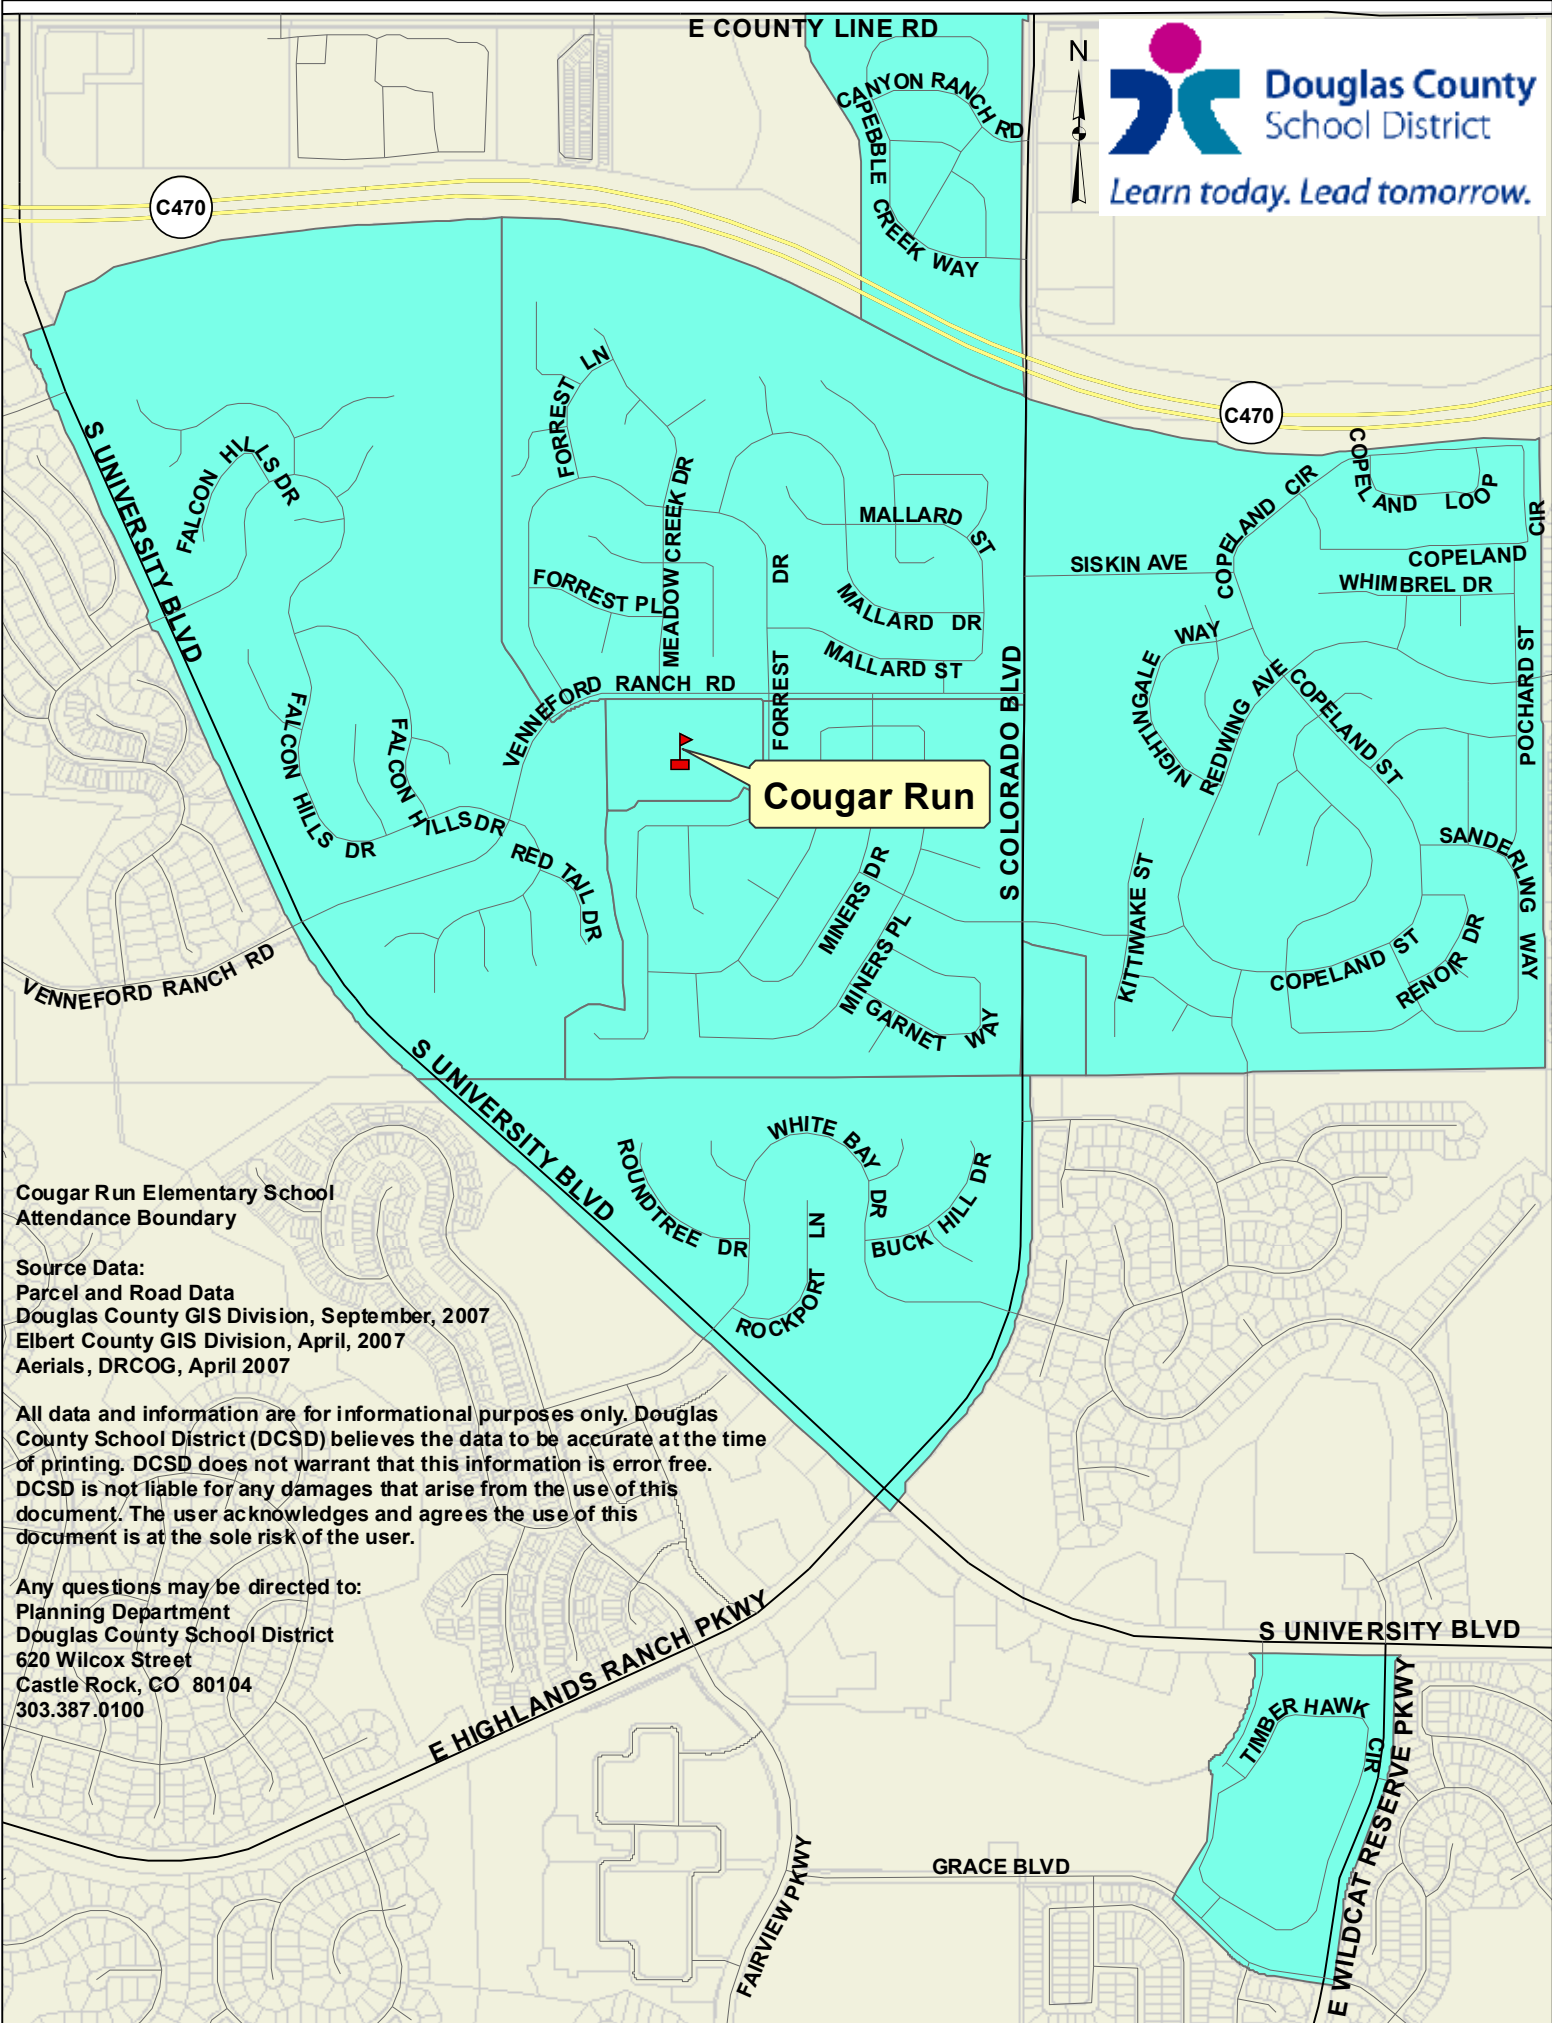 E COUNTY LINE RD
N
Douglas County
School District
Learn today. Lead tomorrow.
CANYON RANCH RD
PEBBLE CREEK WAY
C470
C470
FORREST LN
S UNIVERSITY BLVD
FALCON HILLS DR
MEADOW CREEK DR
MALLARD ST
COPELAND CIR
COPELAND LOOP
COPELAND CIR
SISKIN AVE
WHIMBREL DR
FORREST PL
FORREST DR
MALLARD DR
MALLARD ST
NIGHTINGALE WAY
POCHARD ST
VENNEFORD RANCH RD
S COLORADO BLVD
REDWING AVE
COPELAND ST
FALCON HILLS DR
FALCON HILLS DR
Cougar Run
RED TAIL DR
MINERS DR
MINERS PL
KITTIWAKE ST
SANDERLWNG WAY
VENNEFORD RANCH RD
COPELAND ST
RENOIR DR
GARNET WAY
S UNIVERSITY BLVD
WHITE BAY DR
ROUNDTREE DR
BUCK HILL DR
ROCKPORT LN
Cougar Run Elementary School
Attendance Boundary
Source Data:
Parcel and Road Data
Douglas County GIS Division, September, 2007
Elbert County GIS Division, April, 2007
Aerials, DRCOG, April 2007
All data and information are for informational purposes only. Douglas
County School District (DCSD) believes the data to be accurate at the time
of printing. DCSD does not warrant that this information is error free.
DCSD is not liable for any damages that arise from the use of this
document. The user acknowledges and agrees the use of this
document is at the sole risk of the user.
Any questions may be directed to:
Planning Department
Douglas County School District
620 Wilcox Street
Castle Rock, CO 80104
303.387.0100
E HIGHLANDS RANCH PKWY
S UNIVERSITY BLVD
TIMBER HAWK CIR
E WILDCAT RESERVE PKWY
GRACE BLVD
FAIRVIEW PKWY